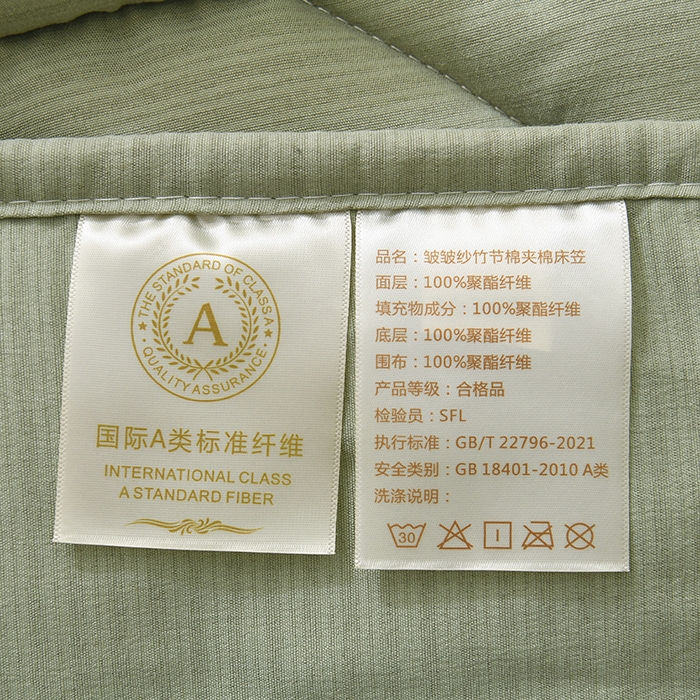 THE STANDARD OF CLASS A
A
QUALITY ASSURANCE
国际A类标准纤维
INTERNATIONAL CLASS
A STANDARD FIBER
品名：皱皱纱竹节棉夹棉床笠
面层：100%聚酯纤维
填充物成分：100%聚酯纤维
底层：100%聚酯纤维
围布：100%聚酯纤维
产品等级：合格品
检验员：SFL
执行标准：GB/T 22796-2021
安全类别：GB 18401-2010 A类
洗涤说明：
30